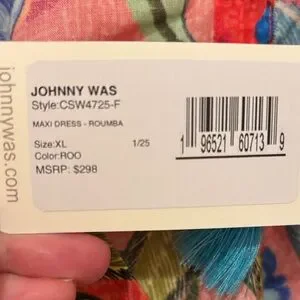 johnnywas.com
JOHNNY WAS
Style:CSW4725-F
MAXI DRESS - ROUMBA
Size:XL 1/25
Color:ROO
MSRP: $298
1 96521 60713 9